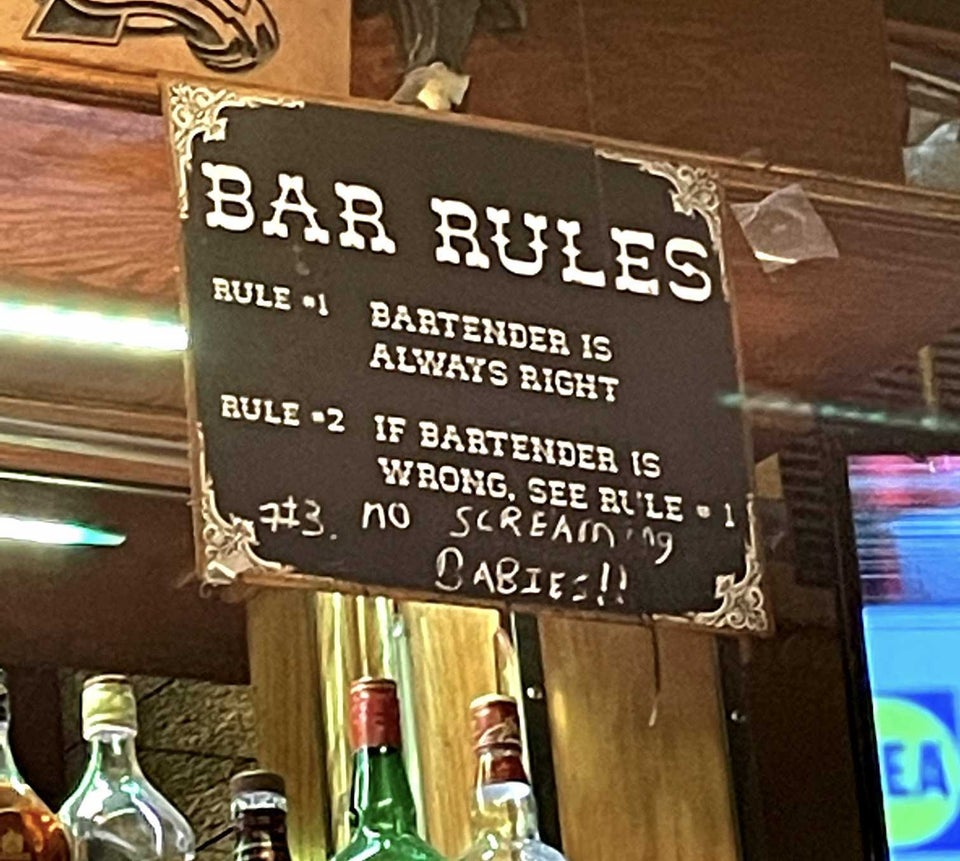 BAR RULES
RULE #1 BARTENDER IS
ALWAYS RIGHT
RULE #2 IF BARTENDER IS
WRONG, SEE RULE #1
#3. no SCREAMing
BABIES!!
EA